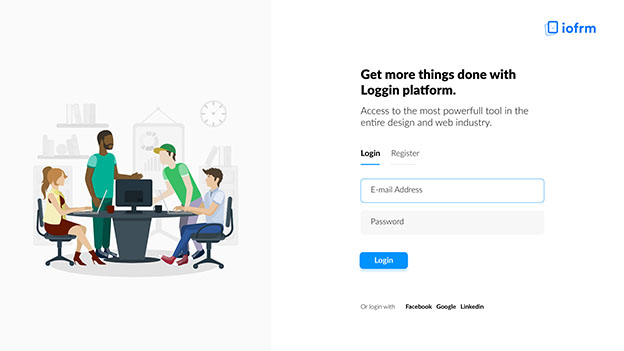 iofrm
Get more things done with
Loggin platform.
Access to the most powerfull tool in the
entire design and web industry.
Login Register
E-mail Address
Password
Login
Or login with Facebook Google Linkedin